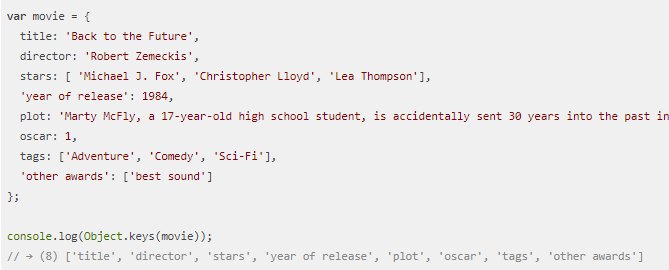 var movie = {
  title: 'Back to the Future',
  director: 'Robert Zemeckis',
  stars: [ 'Michael J. Fox', 'Christopher Lloyd', 'Lea Thompson'],
  'year of release': 1984,
  plot: 'Marty McFly, a 17-year-old high school student, is accidentally sent 30 years into the past in
  oscar: 1,
  tags: ['Adventure', 'Comedy', 'Sci-Fi'],
  'other awards': ['best sound']
};
console.log(Object.keys(movie));
// → (8) ['title', 'director', 'stars', 'year of release', 'plot', 'oscar', 'tags', 'other awards']